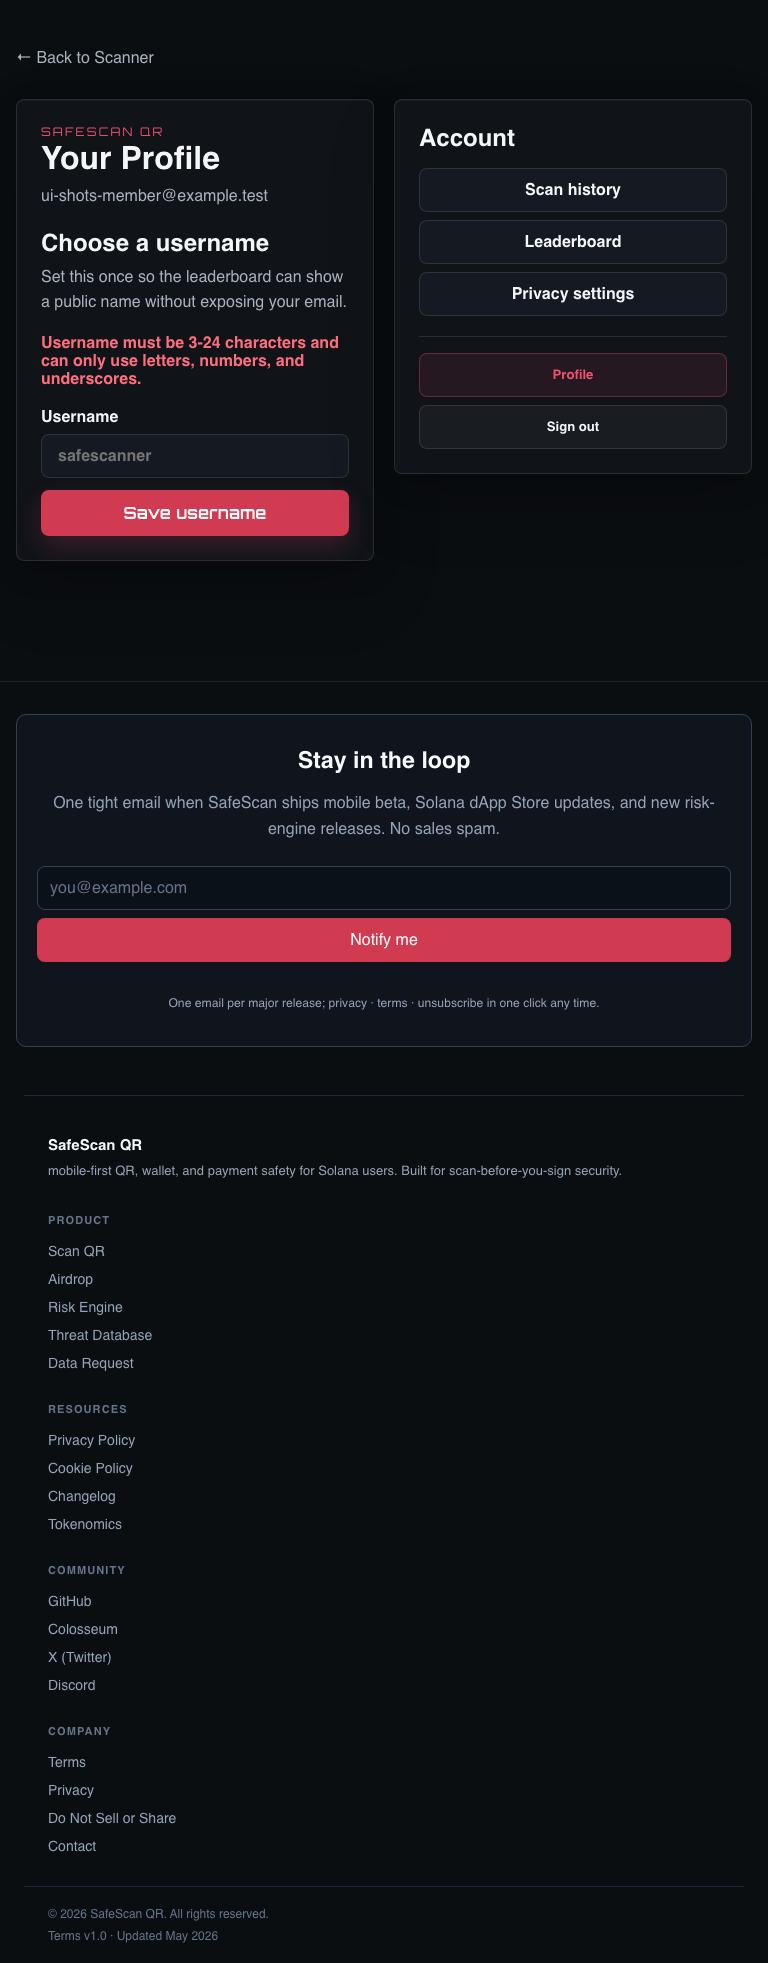 ← Back to Scanner
SAFESCAN QR
Your Profile
ui-shots-member@example.test
Choose a username
Set this once so the leaderboard can show
a public name without exposing your email.
Username must be 3-24 characters and
can only use letters, numbers, and
underscores.
Username
safescanner
Save username
Account
Scan history
Leaderboard
Privacy settings
Profile
Sign out
Stay in the loop
One tight email when SafeScan ships mobile beta, Solana dApp Store updates, and new risk-
engine releases. No sales spam.
you@example.com
Notify me
One email per major release; privacy · terms · unsubscribe in one click any time.
SafeScan QR
mobile-first QR, wallet, and payment safety for Solana users. Built for scan-before-you-sign security.
PRODUCT
Scan QR
Airdrop
Risk Engine
Threat Database
Data Request
RESOURCES
Privacy Policy
Cookie Policy
Changelog
Tokenomics
COMMUNITY
GitHub
Colosseum
X (Twitter)
Discord
COMPANY
Terms
Privacy
Do Not Sell or Share
Contact
© 2026 SafeScan QR. All rights reserved.
Terms v1.0 · Updated May 2026